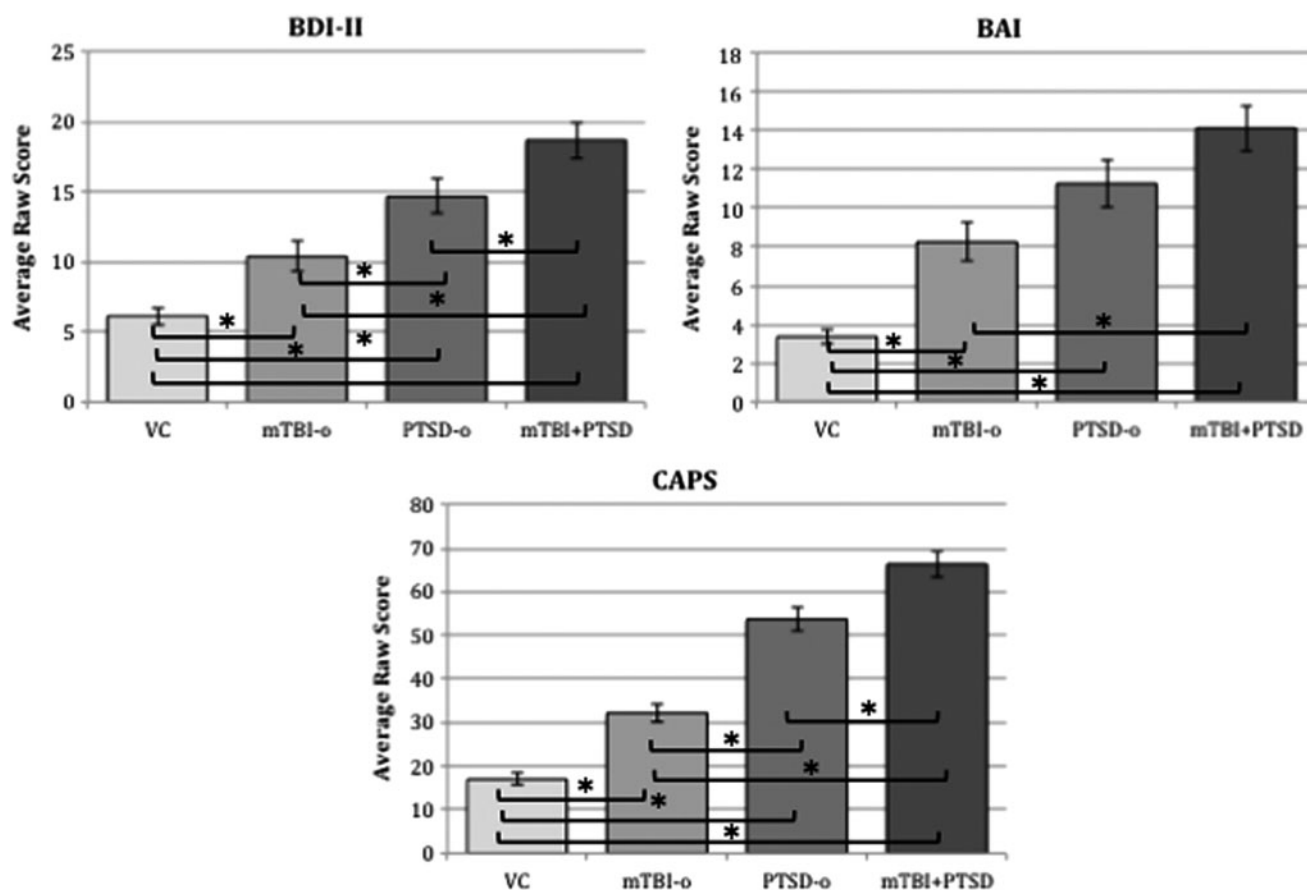 BDI-II
Average Raw Score
25
20
15
10
5
0
VC mTBI-o PTSD-o mTBI+PTSD
* * * * * *
BAI
Average Raw Score
18
16
14
12
10
8
6
4
2
0
VC mTBI-o PTSD-o mTBI+PTSD
* * * *
CAPS
Average Raw Score
80
70
60
50
40
30
20
10
0
VC mTBI-o PTSD-o mTBI+PTSD
* * * * * *